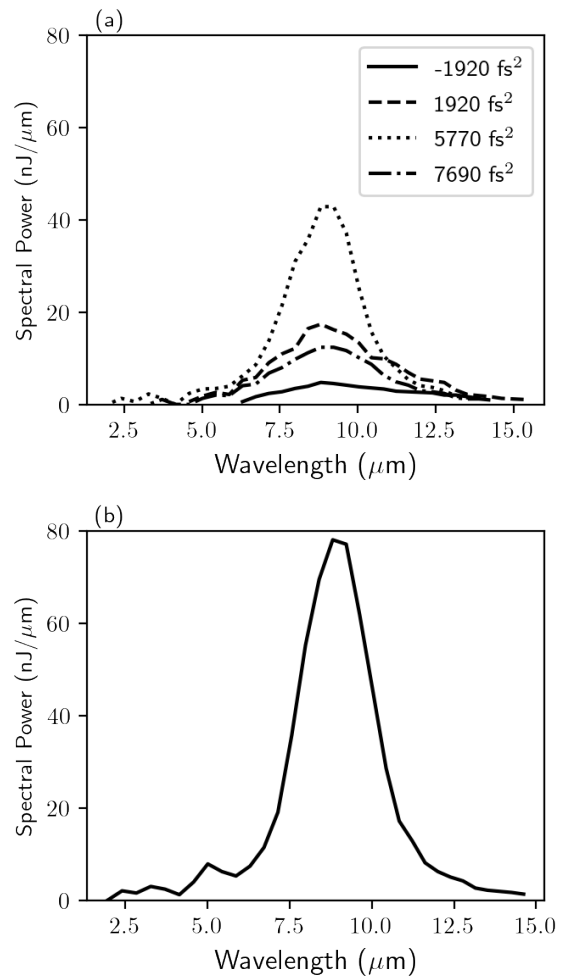 (a)
80
60
40
20
0
Spectral Power (nJ/μm)
-1920 fs²
1920 fs²
5770 fs²
7690 fs²
2.5 5.0 7.5 10.0 12.5 15.0
Wavelength (μm)
(b)
80
60
40
20
0
Spectral Power (nJ/μm)
2.5 5.0 7.5 10.0 12.5 15.0
Wavelength (μm)